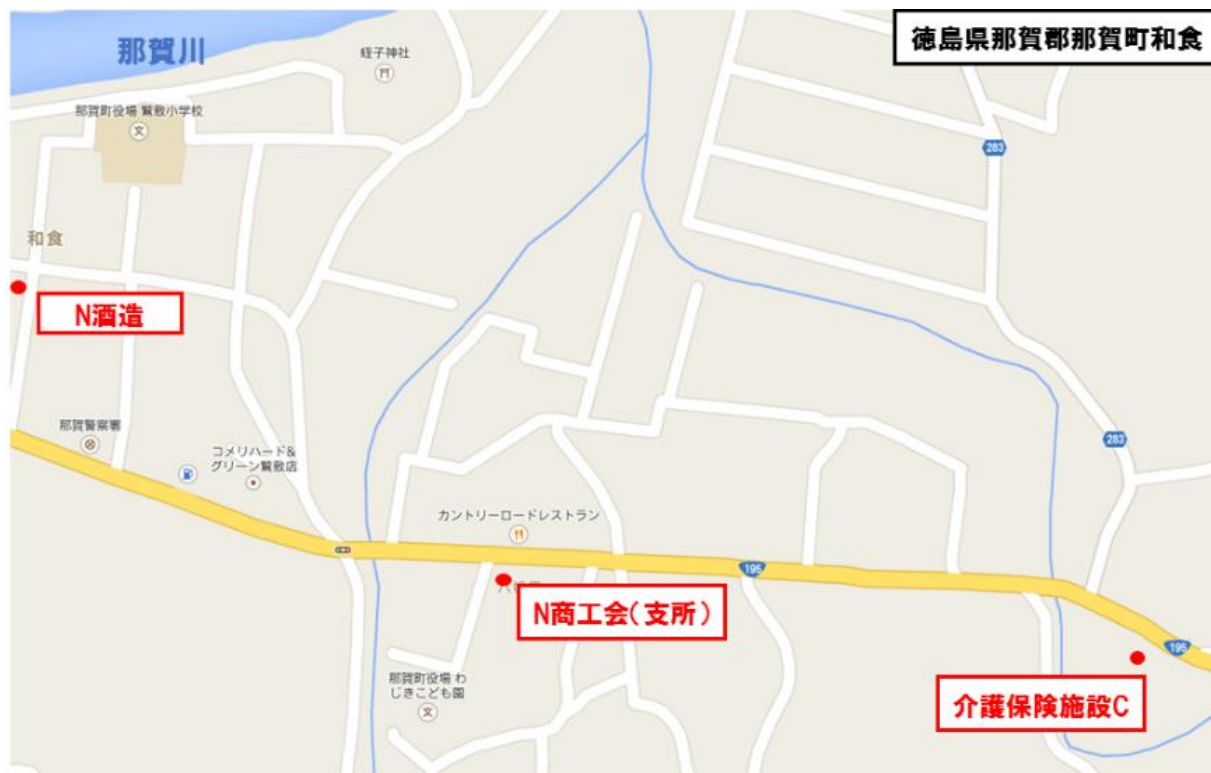 徳島県那賀郡那賀町和食
那賀川
蛭子神社
那賀町役場 鷲敷小学校
283
和食
N酒造
那賀警察署
コメリハード&
グリーン鷲敷店
283
カントリーロードレストラン
195
N商工会(支所)
195
那賀町役場 わ
じきこども園
介護保険施設C